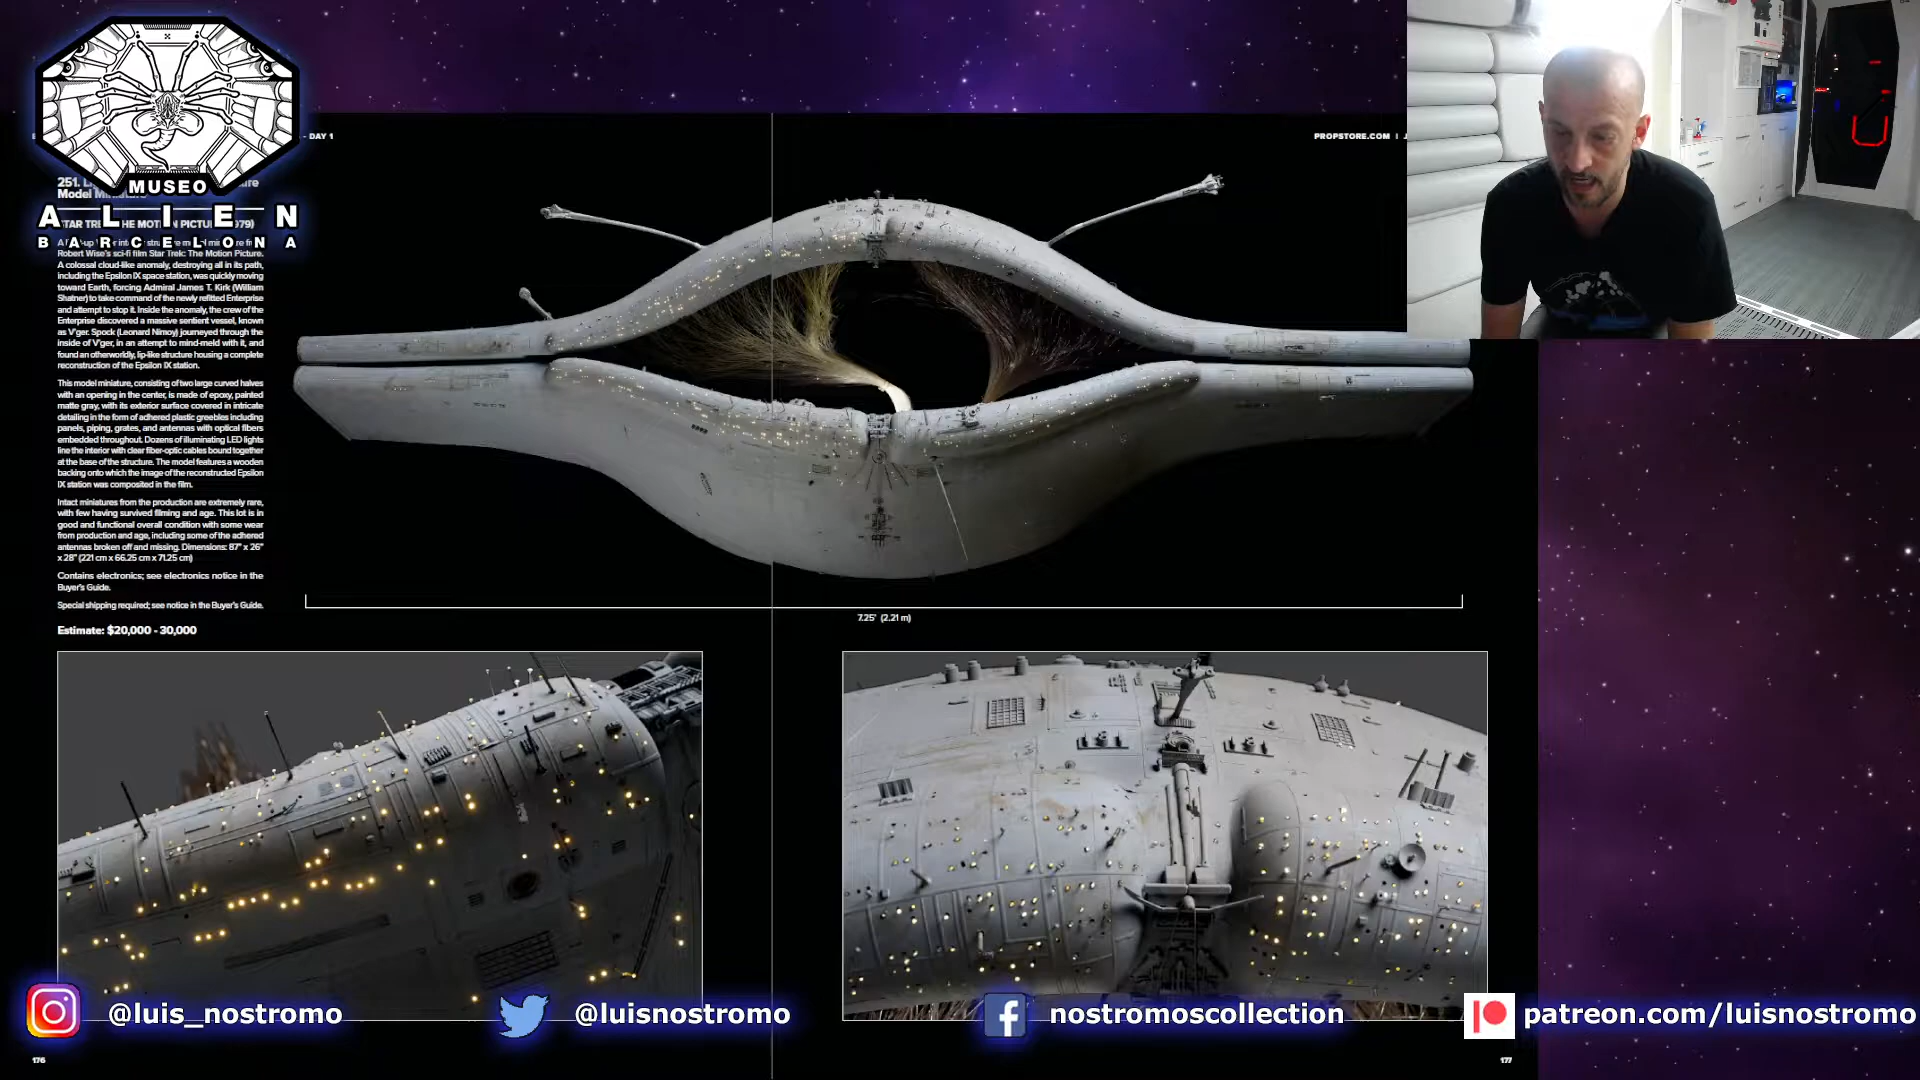 MUSEO
A L I E N
B A R C E L O N A
- DAY 1
PROPSTORE.COM I J
251. Li
Model Mi
STAR TRE HE MOTI N PICTU 979)
Robert Wise's sci-fi film Star Trek: The Motion Picture.
A colossal cloud-like anomaly, destroying all in its path,
including the Epsilon IX space station, was quickly moving
toward Earth, forcing Admiral James T. Kirk (William
Shatner) to take command of the newly refitted Enterprise
and attempt to stop it. Inside the anomaly, the crew of the
Enterprise discovered a massive sentient vessel, known
as V'ger. Spock (Leonard Nimoy) journeyed through the
inside of V'ger, in an attempt to mind-meld with it, and
found an otherworldly, lip-like structure housing a complete
reconstruction of the Epsilon IX station.
This model miniature, consisting of two large curved halves
with an opening in the center, is made of epoxy, painted
matte gray, with its exterior surface covered in intricate
detailing in the form of adhered plastic greebles including
panels, piping, grates, and antennas with optical fibers
embedded throughout. Dozens of illuminating LED lights
line the interior with clear fiber-optic cables bound together
at the base of the structure. The model features a wooden
backing onto which the image of the reconstructed Epsilon
IX station was composited in the film.
Intact miniatures from the production are extremely rare,
with few having survived filming and age. This lot is in
good and functional overall condition with some wear
from production and age, including some of the adhered
antennas broken off and missing. Dimensions: 87" x 26"
x 28" (221 cm x 66.25 cm x 71.25 cm)
Contains electronics; see electronics notice in the
Buyer's Guide.
Special shipping required; see notice in the Buyer's Guide.
Estimate: $20,000 - 30,000
7.25' (2.21 m)
@luis_nostromo
@luisnostromo
nostromoscollection
patreon.com/luisnostromo
176
177